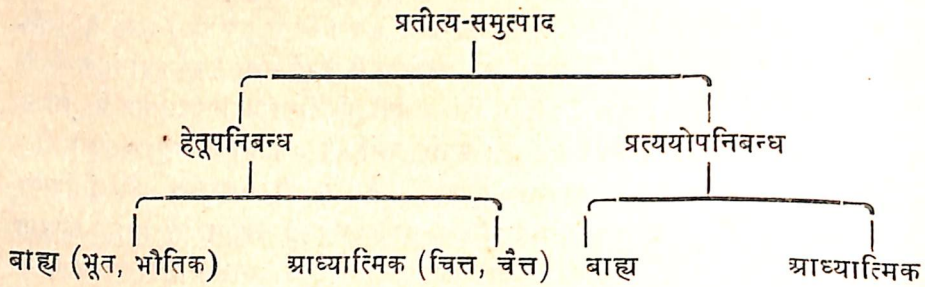 प्रतीत्य-समुत्पाद
हेतूपनिबन्ध प्रत्ययोपनिबन्ध
बाह्य (भूत, भौतिक) आध्यात्मिक (चित्त, चैत्त) बाह्य आध्यात्मिक